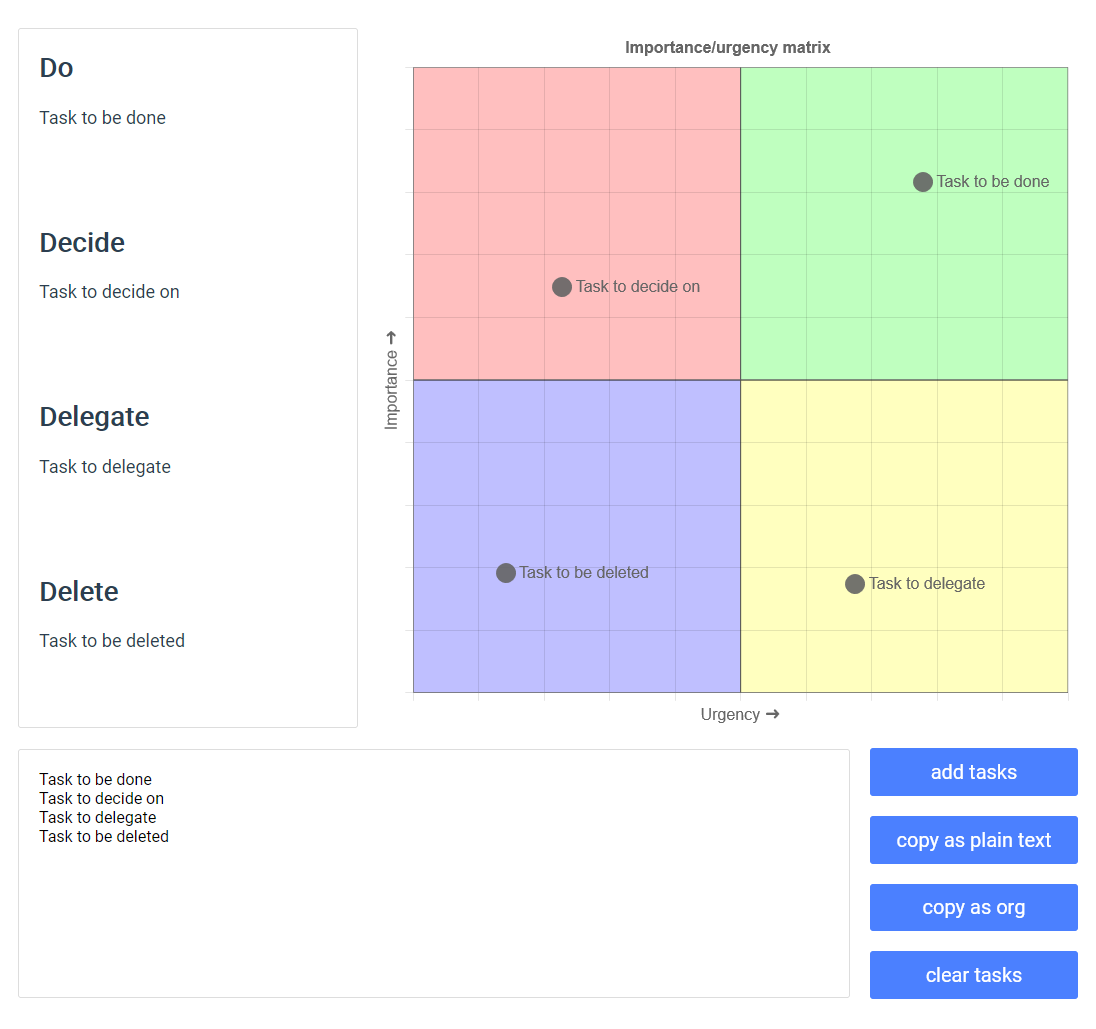 Do
Task to be done
Decide
Task to decide on
Delegate
Task to delegate
Delete
Task to be deleted
Importance/urgency matrix
Task to be done
Task to decide on
Importance ➔
Task to be deleted
Task to delegate
Urgency ➔
Task to be done
Task to decide on
Task to delegate
Task to be deleted
add tasks
copy as plain text
copy as org
clear tasks